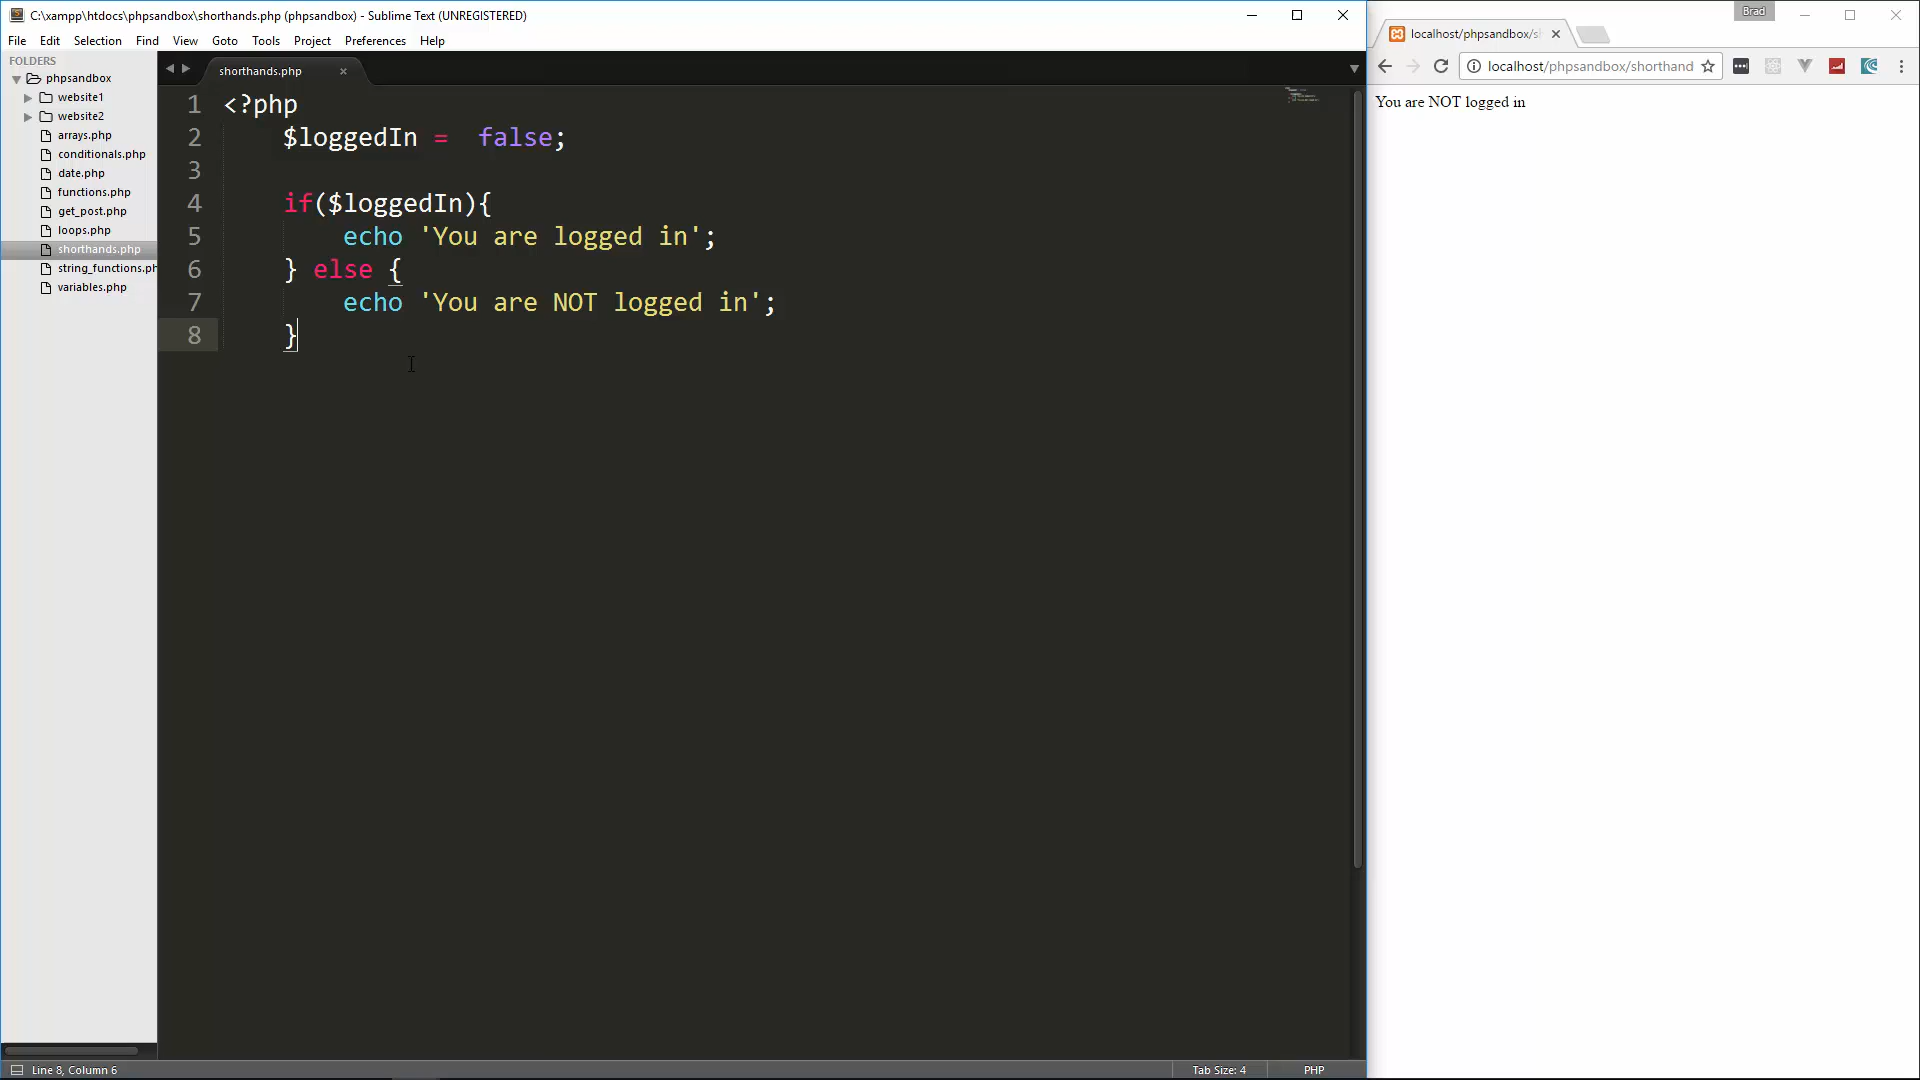 C:\xampp\htdocs\phpsandbox\shorthands.php (phpsandbox) - Sublime Text (UNREGISTERED)
File Edit Selection Find View Goto Tools Project Preferences Help
FOLDERS
phpsandbox
website1
website2
arrays.php
conditionals.php
date.php
functions.php
get_post.php
loops.php
shorthands.php
string_functions.ph
variables.php
shorthands.php
1 <?php
2 $loggedIn =  false;
3
4 if($loggedIn){
5 echo 'You are logged in';
6 } else {
7 echo 'You are NOT logged in';
8 }
Line 8, Column 6
Tab Size: 4
PHP
Brad
localhost/phpsandbox/s
localhost/phpsandbox/shorthand
You are NOT logged in